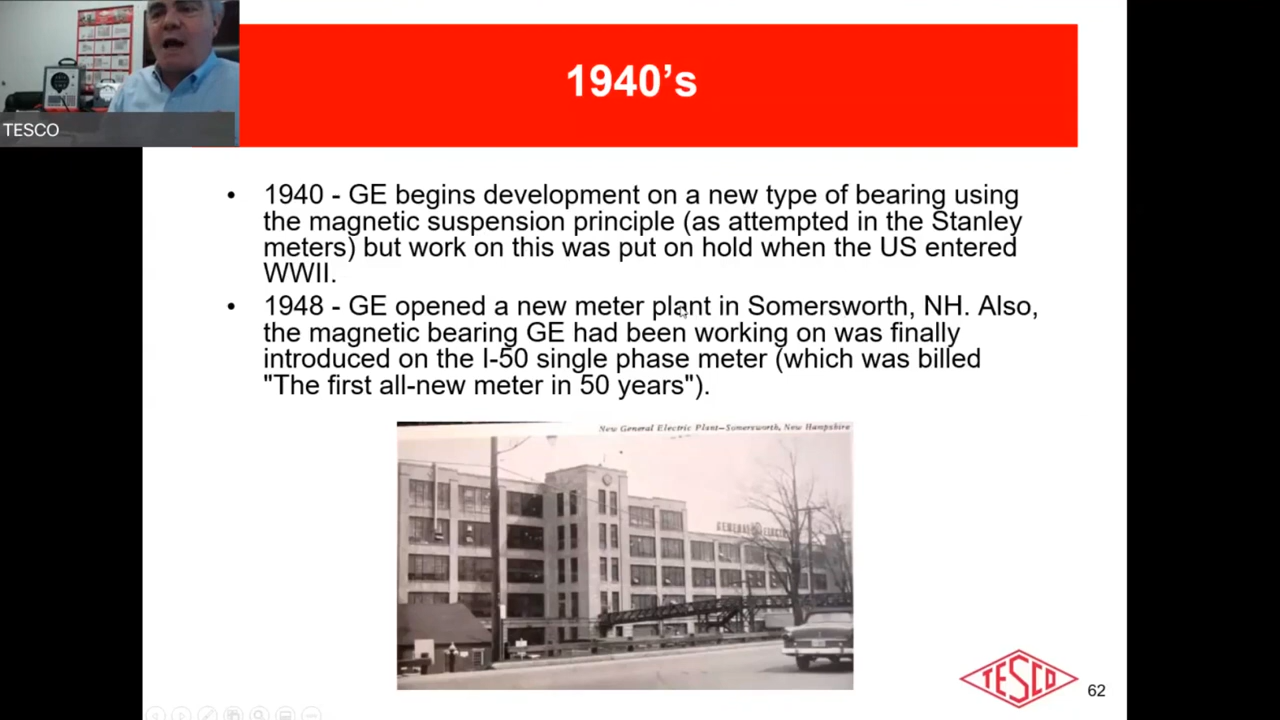 1940's
TESCO
• 1940 - GE begins development on a new type of bearing using
the magnetic suspension principle (as attempted in the Stanley
meters) but work on this was put on hold when the US entered
WWII.
• 1948 - GE opened a new meter plant in Somersworth, NH. Also,
the magnetic bearing GE had been working on was finally
introduced on the I-50 single phase meter (which was billed
"The first all-new meter in 50 years").
New General Electric Plant—Somersworth, New Hampshire
GENERAL ELECTRIC
TESCO
62